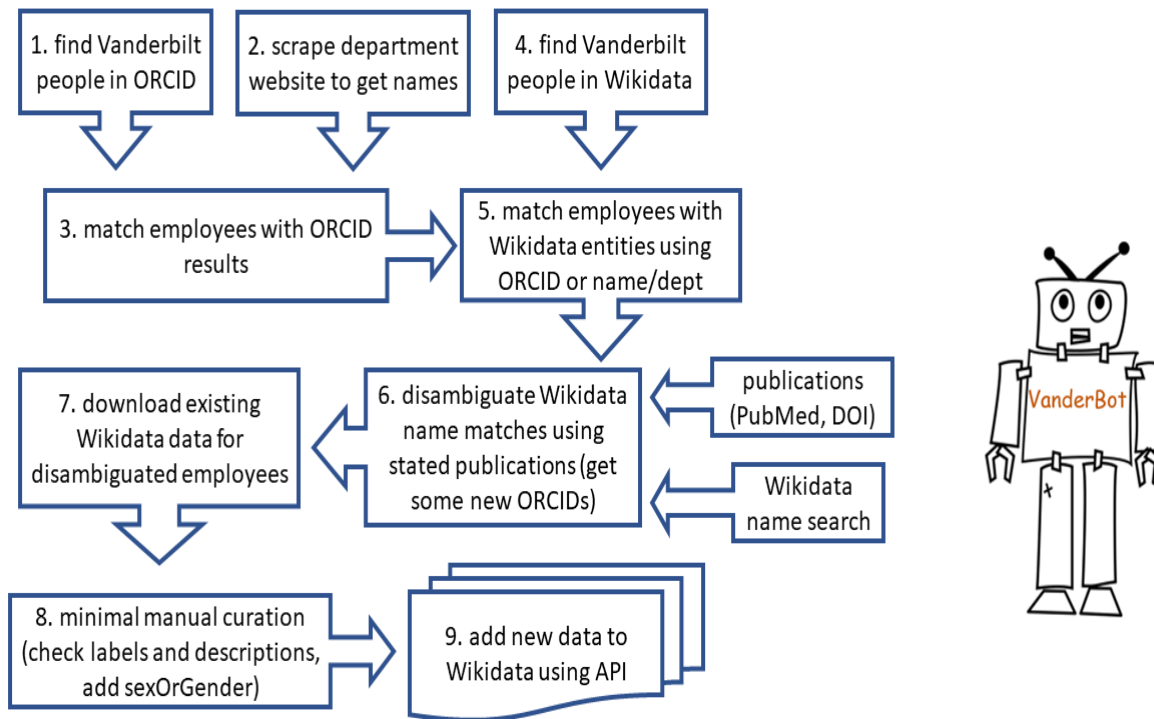 1. find Vanderbilt
people in ORCID
2. scrape department
website to get names
4. find Vanderbilt
people in Wikidata
3. match employees with ORCID
results
5. match employees with
Wikidata entities using
ORCID or name/dept
6. disambiguate Wikidata
name matches using
stated publications (get
some new ORCIDs)
publications
(PubMed, DOI)
Wikidata
name search
7. download existing
Wikidata data for
disambiguated employees
8. minimal manual curation
(check labels and descriptions,
add sexOrGender)
9. add new data to
Wikidata using API
VanderBot